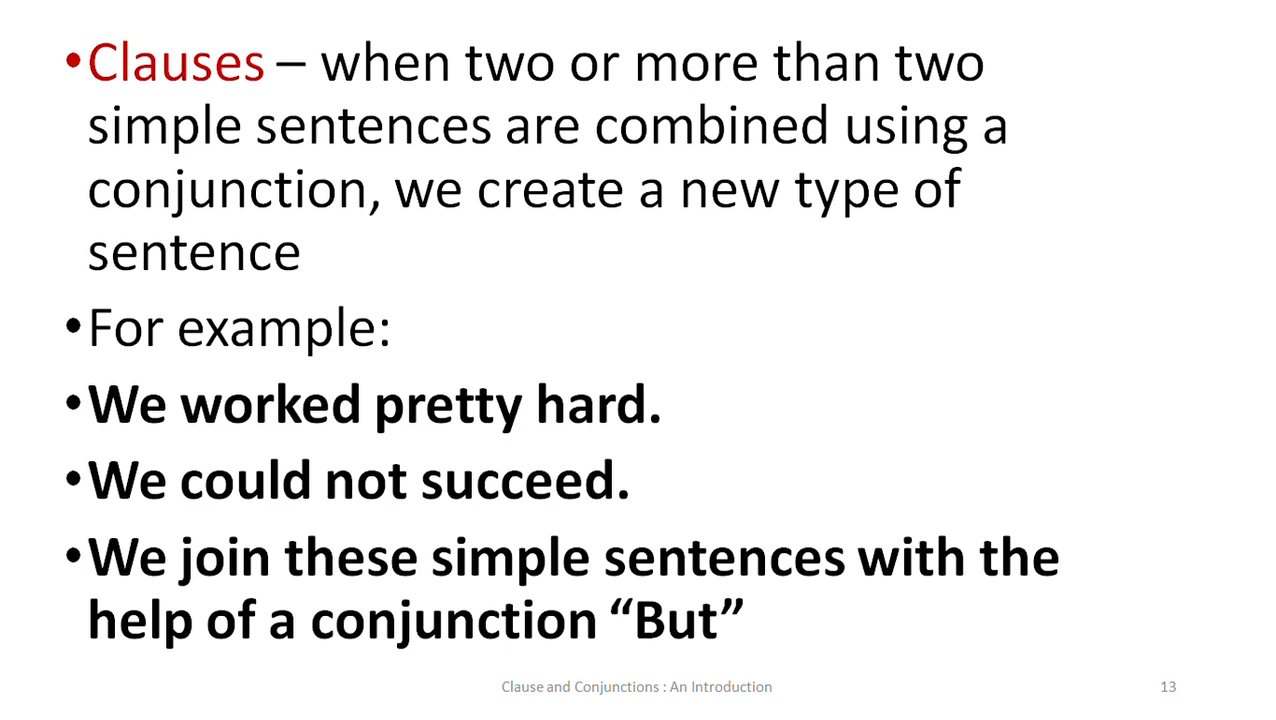 •Clauses – when two or more than two
simple sentences are combined using a
conjunction, we create a new type of
sentence
•For example:
•We worked pretty hard.
•We could not succeed.
•We join these simple sentences with the
help of a conjunction “But”
Clause and Conjunctions : An Introduction
13